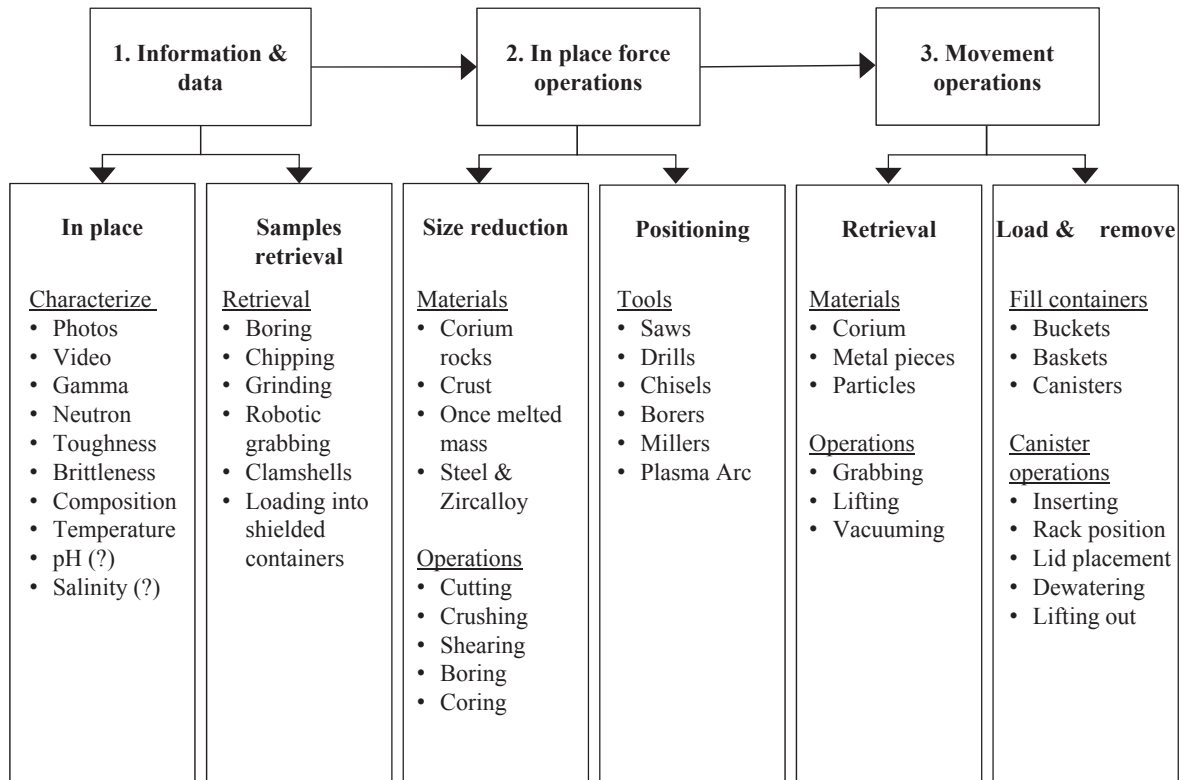 1. Information &
data
2. In place force
operations
3. Movement
operations
In place
Characterize
• Photos
• Video
• Gamma
• Neutron
• Toughness
• Brittleness
• Composition
• Temperature
• pH (?)
• Salinity (?)
Samples
retrieval
Retrieval
• Boring
• Chipping
• Grinding
• Robotic
grabbing
• Clamshells
• Loading into
shielded
containers
Size reduction
Materials
• Corium
rocks
• Crust
• Once melted
mass
• Steel &
Zircalloy
Operations
• Cutting
• Crushing
• Shearing
• Boring
• Coring
Positioning
Tools
• Saws
• Drills
• Chisels
• Borers
• Millers
• Plasma Arc
Retrieval
Materials
• Corium
• Metal pieces
• Particles
Operations
• Grabbing
• Lifting
• Vacuuming
Load & remove
Fill containers
• Buckets
• Baskets
• Canisters
Canister
operations
• Inserting
• Rack position
• Lid placement
• Dewatering
• Lifting out